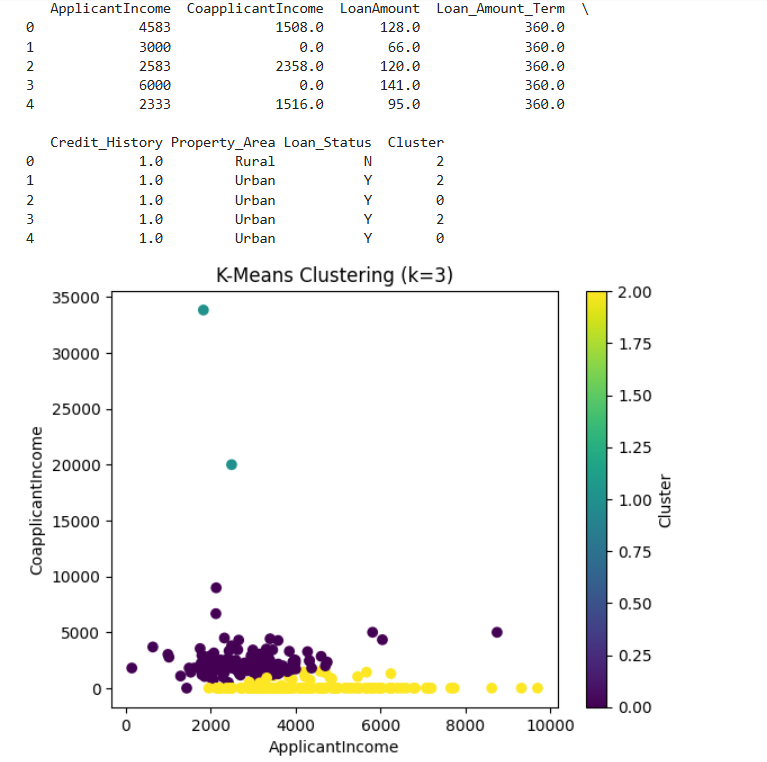 ApplicantIncome CoapplicantIncome LoanAmount Loan_Amount_Term \
0 4583 1508.0 128.0 360.0
1 3000 0.0 66.0 360.0
2 2583 2358.0 120.0 360.0
3 6000 0.0 141.0 360.0
4 2333 1516.0 95.0 360.0
Credit_History Property_Area Loan_Status Cluster
0 1.0 Rural N 2
1 1.0 Urban Y 2
2 1.0 Urban Y 0
3 1.0 Urban Y 2
4 1.0 Urban Y 0
K-Means Clustering (k=3)
35000
30000
25000
20000
15000
10000
5000
0
CoapplicantIncome
0 2000 4000 6000 8000 10000
ApplicantIncome
2.00
1.75
1.50
1.25
1.00
0.75
0.50
0.25
0.00
Cluster